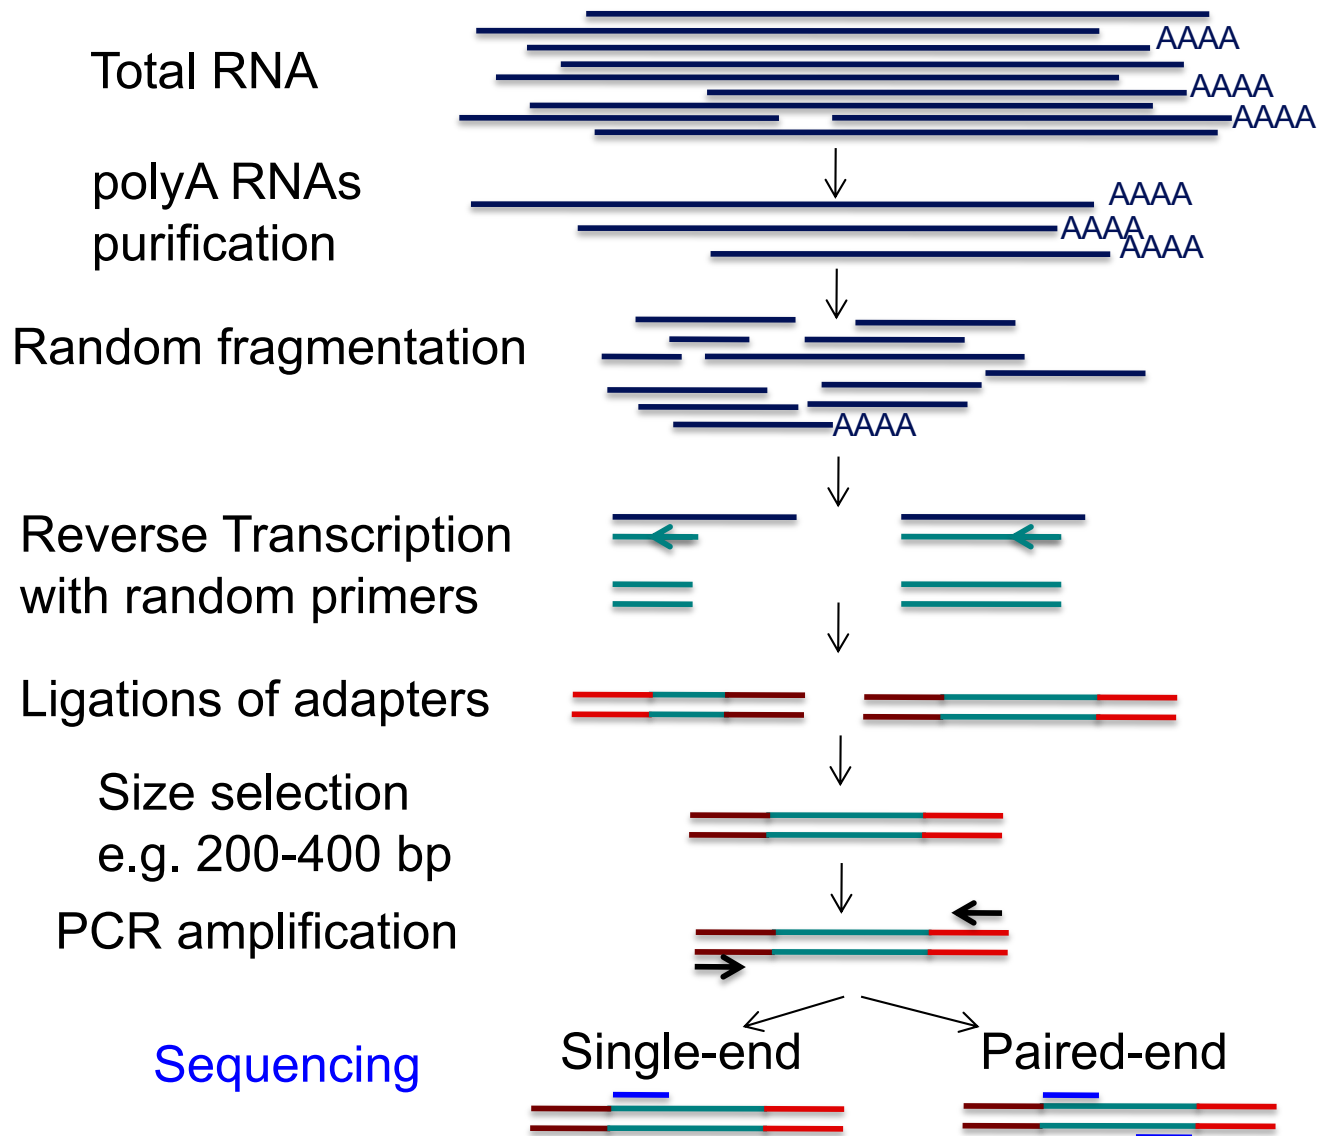 Total RNA
AAAA
AAAA
AAAA
polyA RNAs
purification
AAAA
AAAA
AAAA
Random fragmentation
AAAA
Reverse Transcription
with random primers
Ligations of adapters
Size selection
e.g. 200-400 bp
PCR amplification
Sequencing
Single-end
Paired-end